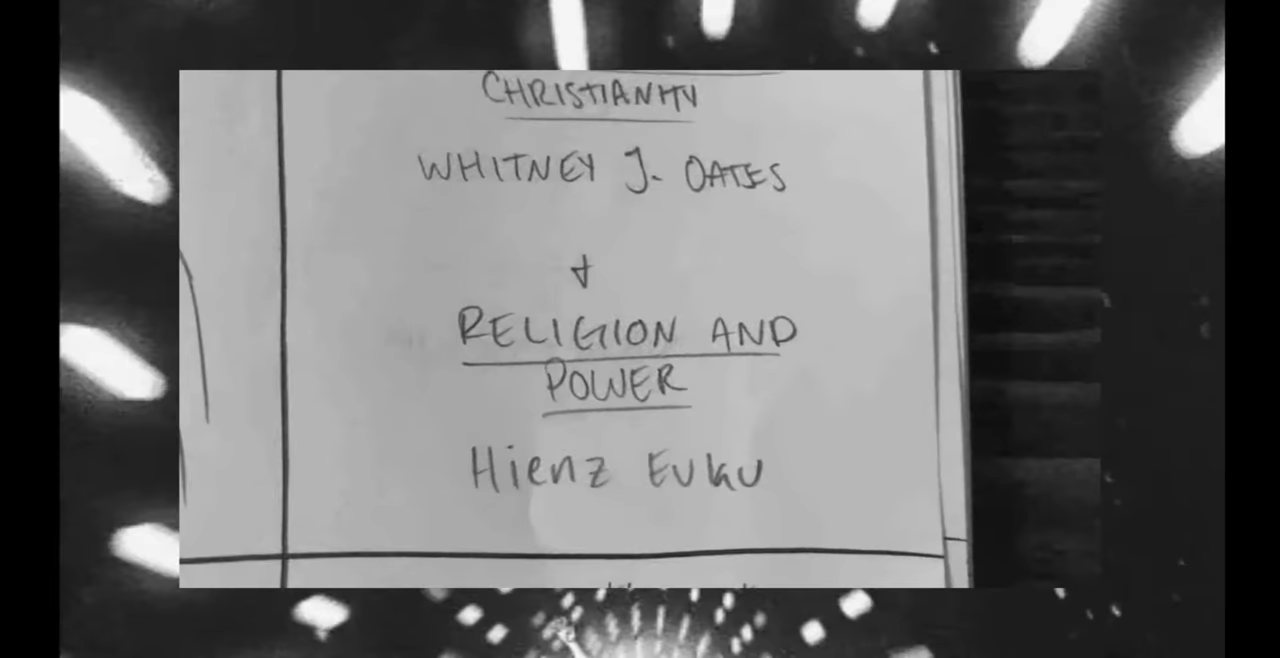 CHRISTIANITY
WHITNEY J. OATES
+
RELIGION AND
POWER
Hienz Euku